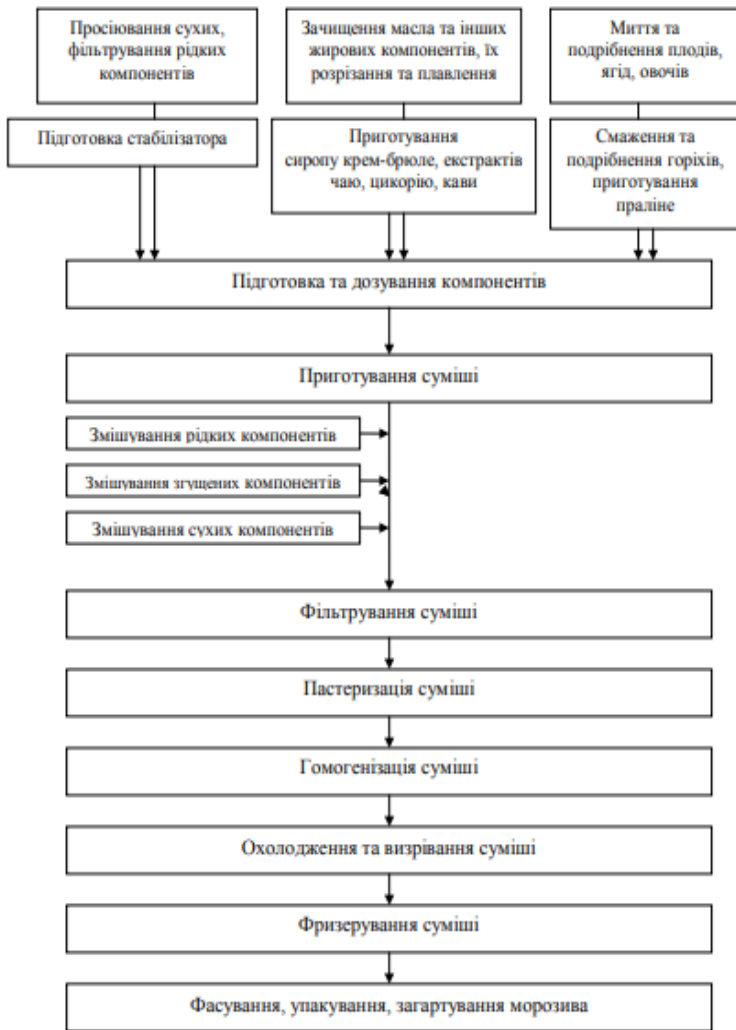 Просіювання сухих,
фільтрування рідких
компонентів
Зачищення масла та інших
жирових компонентів, їх
розрізання та плавлення
Миття та
подрібнення плодів,
ягід, овочів
Підготовка стабілізатора
Приготування
сиропу крем-брюле, екстрактів
чаю, цикорію, кави
Смаження та
подрібнення горіхів,
приготування
праліне
Підготовка та дозування компонентів
Приготування суміші
Змішування рідких компонентів
Змішування згущених компонентів
Змішування сухих компонентів
Фільтрування суміші
Пастеризація суміші
Гомогенізація суміші
Охолодження та визрівання суміші
Фризерування суміші
Фасування, упакування, загартування морозива